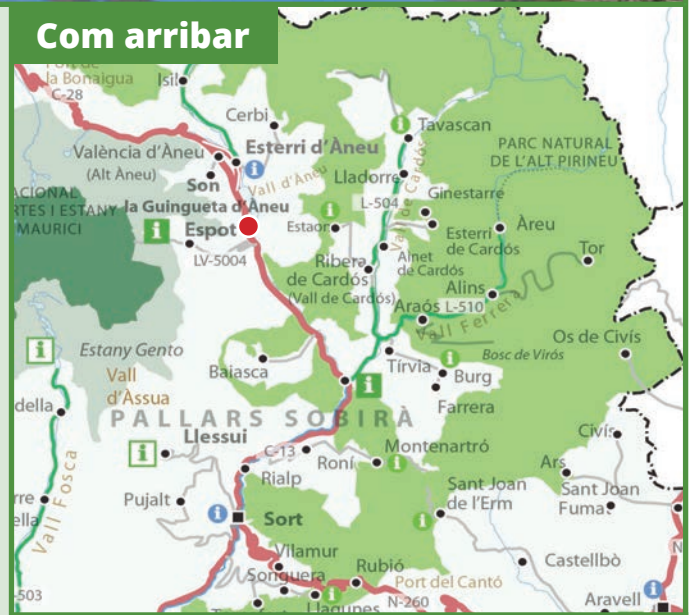 Com arribar
la Bonaigua
C-28
Isil
Cerbi
Tavascan
València d'Àneu
(Alt Àneu)
Esterri d'Àneu
PARC NATURAL
DE L'ALT PIRINEU
Son
Vall d'Àneu
Lladorre
Vall de Cardós
Ginestarre
L-504
la Guingueta d'Àneu
Estaon
Esterri
de Cardós
Àreu
MAURICI
Espot
LV-5004
Ainet
de Cardós
Tor
Ribera
de Cardós
(Vall de Cardós)
Alins
Araós
L-510
Vall Ferrera
Estany Gento
Os de Civís
Bosc de Virós
Vall
d'Àssua
Baiasca
Tírvia
Burg
Farrera
PALLARS SOBIRÀ
Llessui
C-13
Roní
Montenartró
Civís
Ars
Rialp
Vall Fosca
Pujalt
Sant Joan
de l'Erm
Sant Joan
Fumat
Sort
Vilamur
Soriguera
Rubió
Castellbò
Port del Cantó
Llagunes
N-260
Aravell